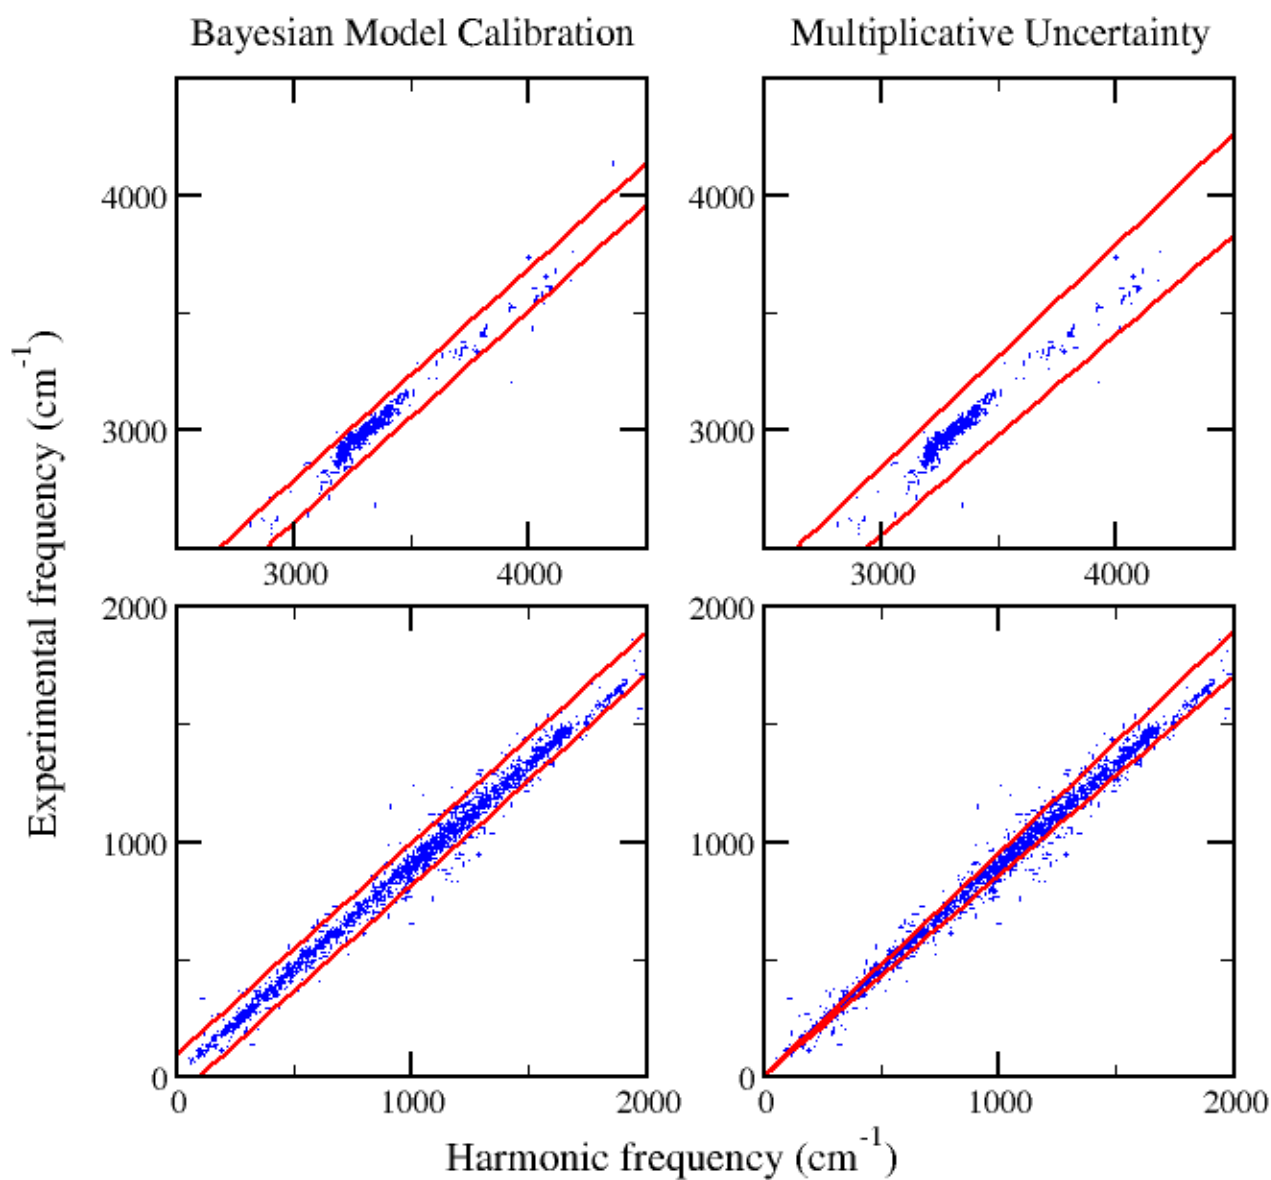 Bayesian Model Calibration
Multiplicative Uncertainty
4000
3000
3000 4000
4000
3000
3000 4000
Experimental frequency (cm-1)
2000
1000
0
0 1000 2000
2000
1000
0
0 1000 2000
Harmonic frequency (cm-1)